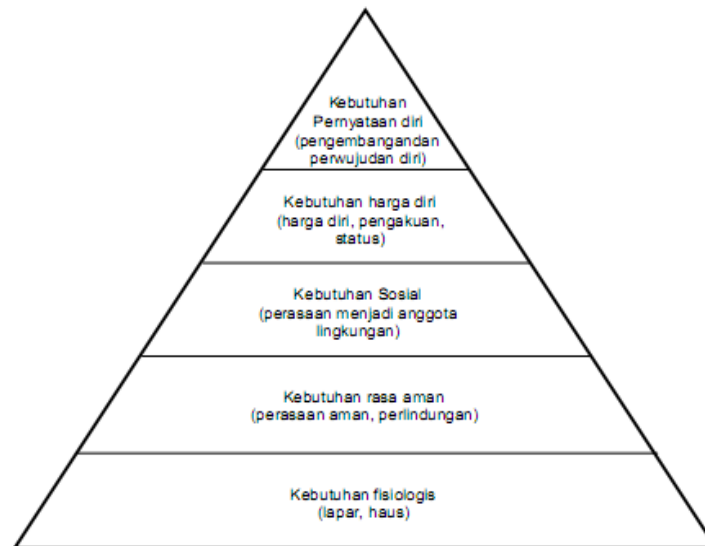 Kebutuhan
Pernyataan diri
(pengembangandan
perwujudan diri)
Kebutuhan harga diri
(harga diri, pengakuan,
status)
Kebutuhan Sosial
(perasaan menjadi anggota
lingkungan)
Kebutuhan rasa aman
(perasaan aman, perlindungan)
Kebutuhan fisiologis
(lapar, haus)